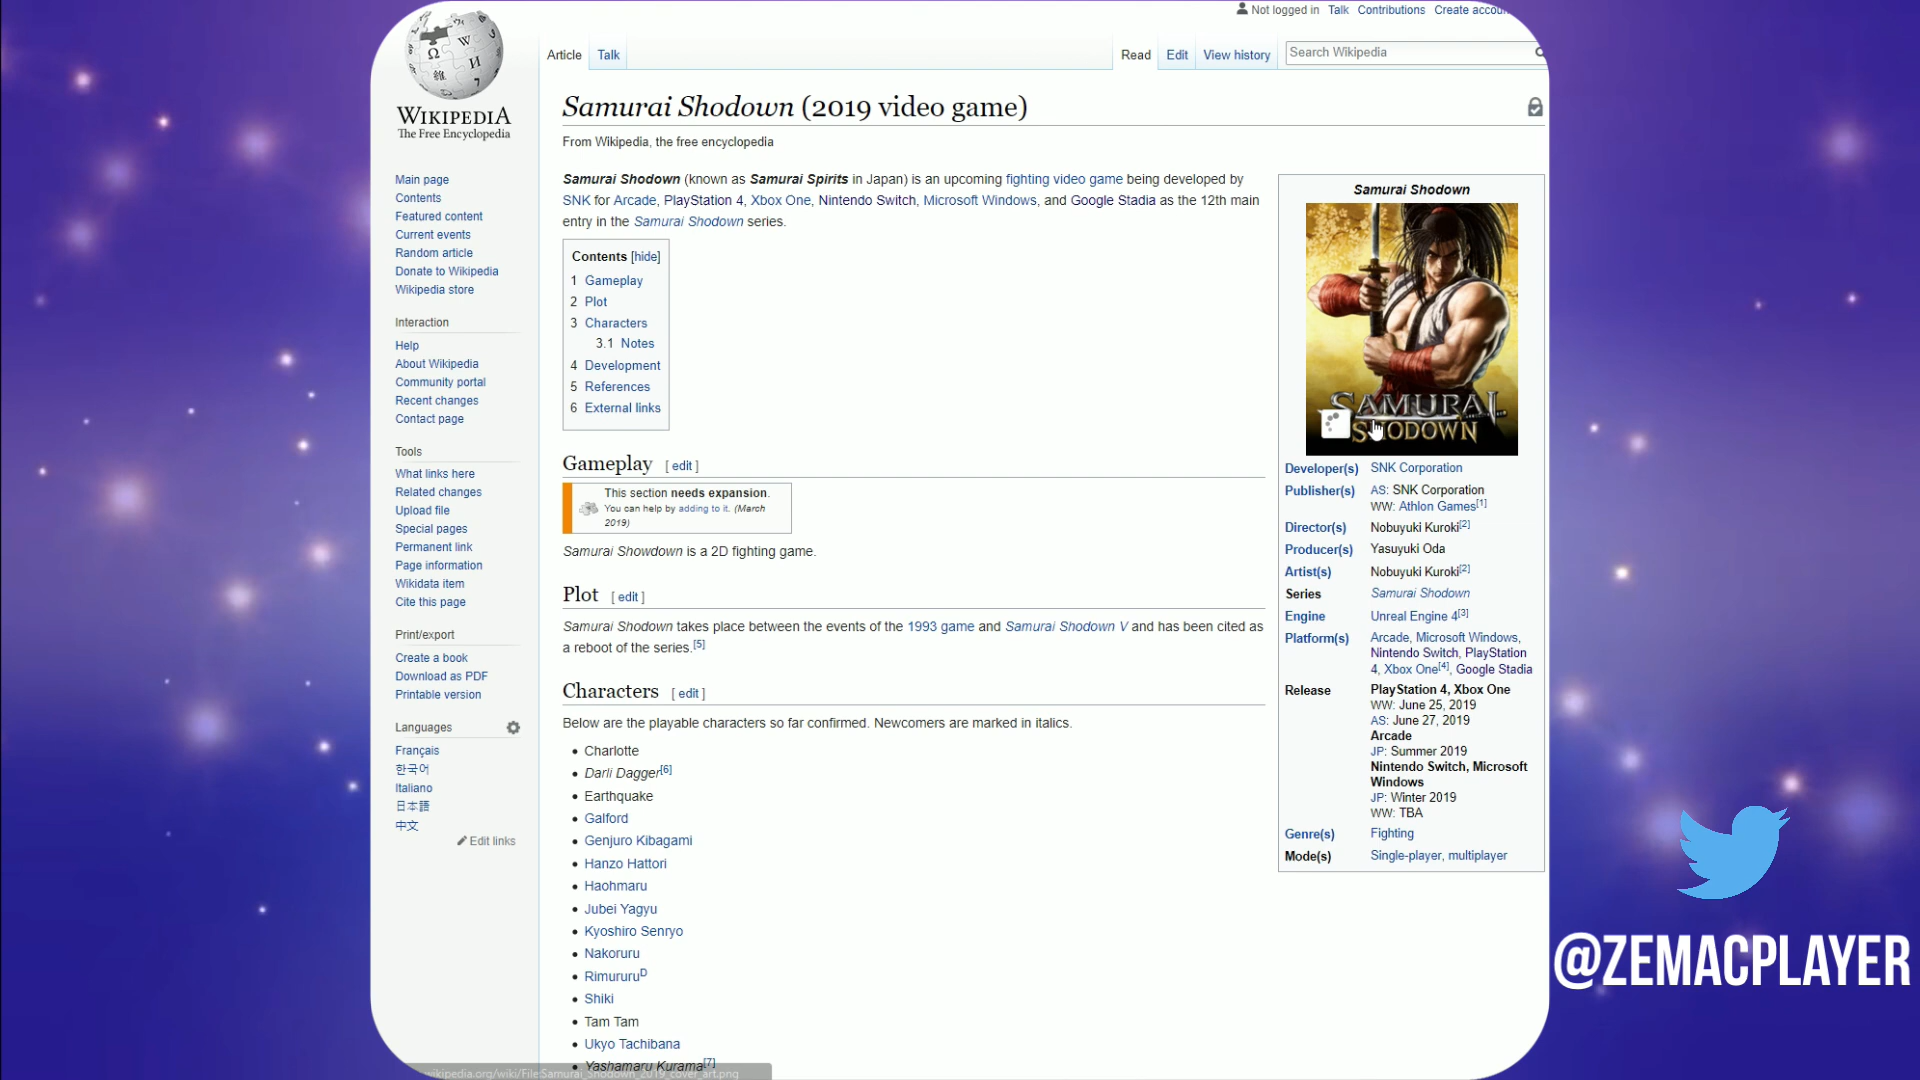 Not logged in Talk Contributions
Article Talk Read Edit View history Search Wikipedia
WIKIPEDIA
The Free Encyclopedia
Samurai Shodown (2019 video game)
From Wikipedia, the free encyclopedia
Main page
Contents
Featured content
Current events
Random article
Donate to Wikipedia
Wikipedia store
Interaction
Help
About Wikipedia
Community portal
Recent changes
Contact page
Tools
What links here
Related changes
Upload file
Special pages
Permanent link
Page information
Wikidata item
Cite this page
Print/export
Create a book
Download as PDF
Printable version
Languages
Français
한국어
Italiano
日本語
中文
Edit links
Samurai Shodown (known as Samurai Spirits in Japan) is an upcoming fighting video game being developed by
SNK for Arcade, PlayStation 4, Xbox One, Nintendo Switch, Microsoft Windows, and Google Stadia as the 12th main
entry in the Samurai Shodown series.
Contents [hide]
1 Gameplay
2 Plot
3 Characters
3.1 Notes
4 Development
5 References
6 External links
Gameplay [ edit ]
This section needs expansion.
You can help by adding to it. (March
2019)
Samurai Showdown is a 2D fighting game.
Plot [ edit ]
Samurai Shodown takes place between the events of the 1993 game and Samurai Shodown V and has been cited as
a reboot of the series.[5]
Characters [ edit ]
Below are the playable characters so far confirmed. Newcomers are marked in italics.
• Charlotte
• Darli Dagger[6]
• Earthquake
• Galford
• Genjuro Kibagami
• Hanzo Hattori
• Haohmaru
• Jubei Yagyu
• Kyoshiro Senryo
• Nakoruru
• RimururuD
• Shiki
• Tam Tam
• Ukyo Tachibana
• Yashamaru Kurama[7]
Samurai Shodown
SAMURAI
SHODOWN
Developer(s) SNK Corporation
Publisher(s) AS: SNK Corporation
WW: Athlon Games[1]
Director(s) Nobuyuki Kuroki[2]
Producer(s) Yasuyuki Oda
Artist(s) Nobuyuki Kuroki[2]
Series Samurai Shodown
Engine Unreal Engine 4[3]
Platform(s) Arcade, Microsoft Windows,
Nintendo Switch, PlayStation
4, Xbox One[4], Google Stadia
Release PlayStation 4, Xbox One
WW: June 25, 2019
AS: June 27, 2019
Arcade
JP: Summer 2019
Nintendo Switch, Microsoft
Windows
JP: Winter 2019
WW: TBA
Genre(s) Fighting
Mode(s) Single-player, multiplayer
wikipedia.org/wiki/File:Samurai_Shodown_2019_cover_art.png
@ZEMACPLAYER